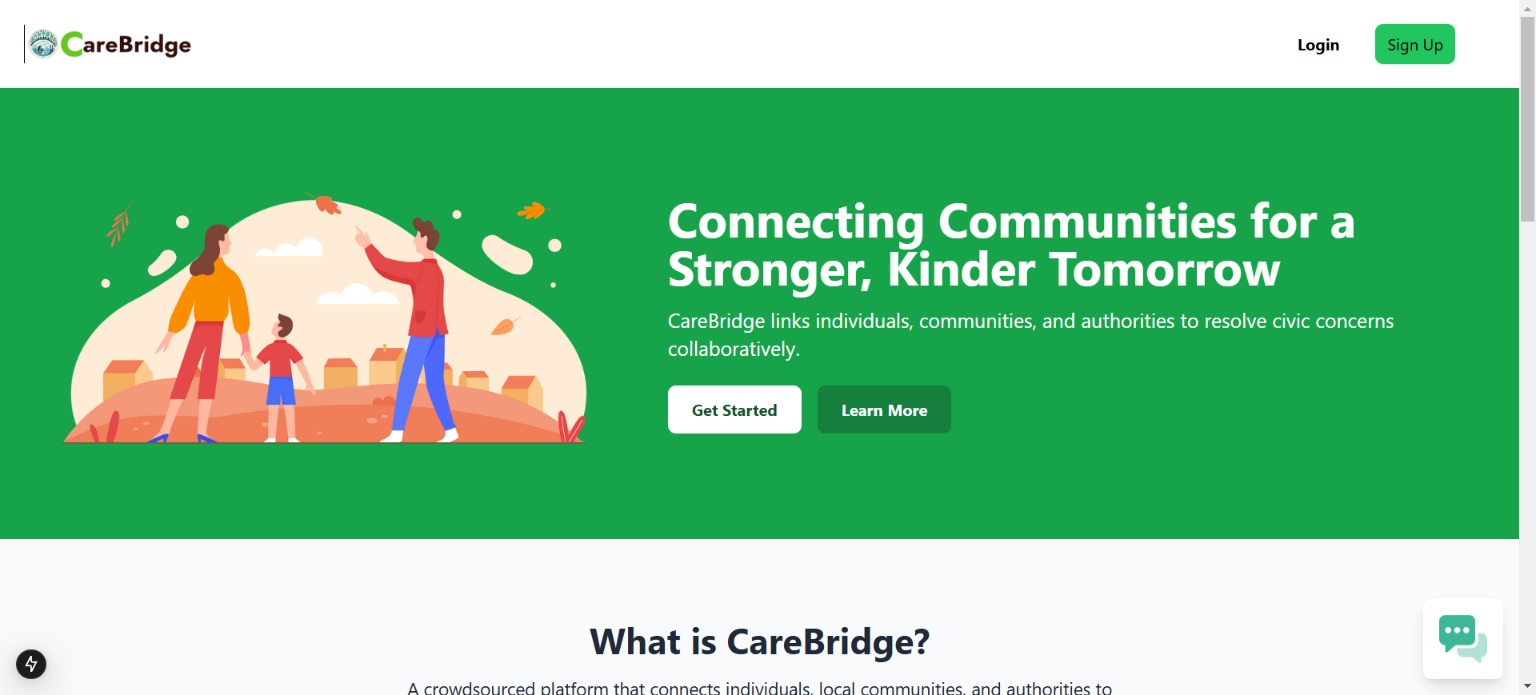 CareBridge
Login
Sign Up
Connecting Communities for a
Stronger, Kinder Tomorrow
CareBridge links individuals, communities, and authorities to resolve civic concerns
collaboratively.
Get Started
Learn More
What is CareBridge?
A crowdsourced platform that connects individuals, local communities, and authorities to